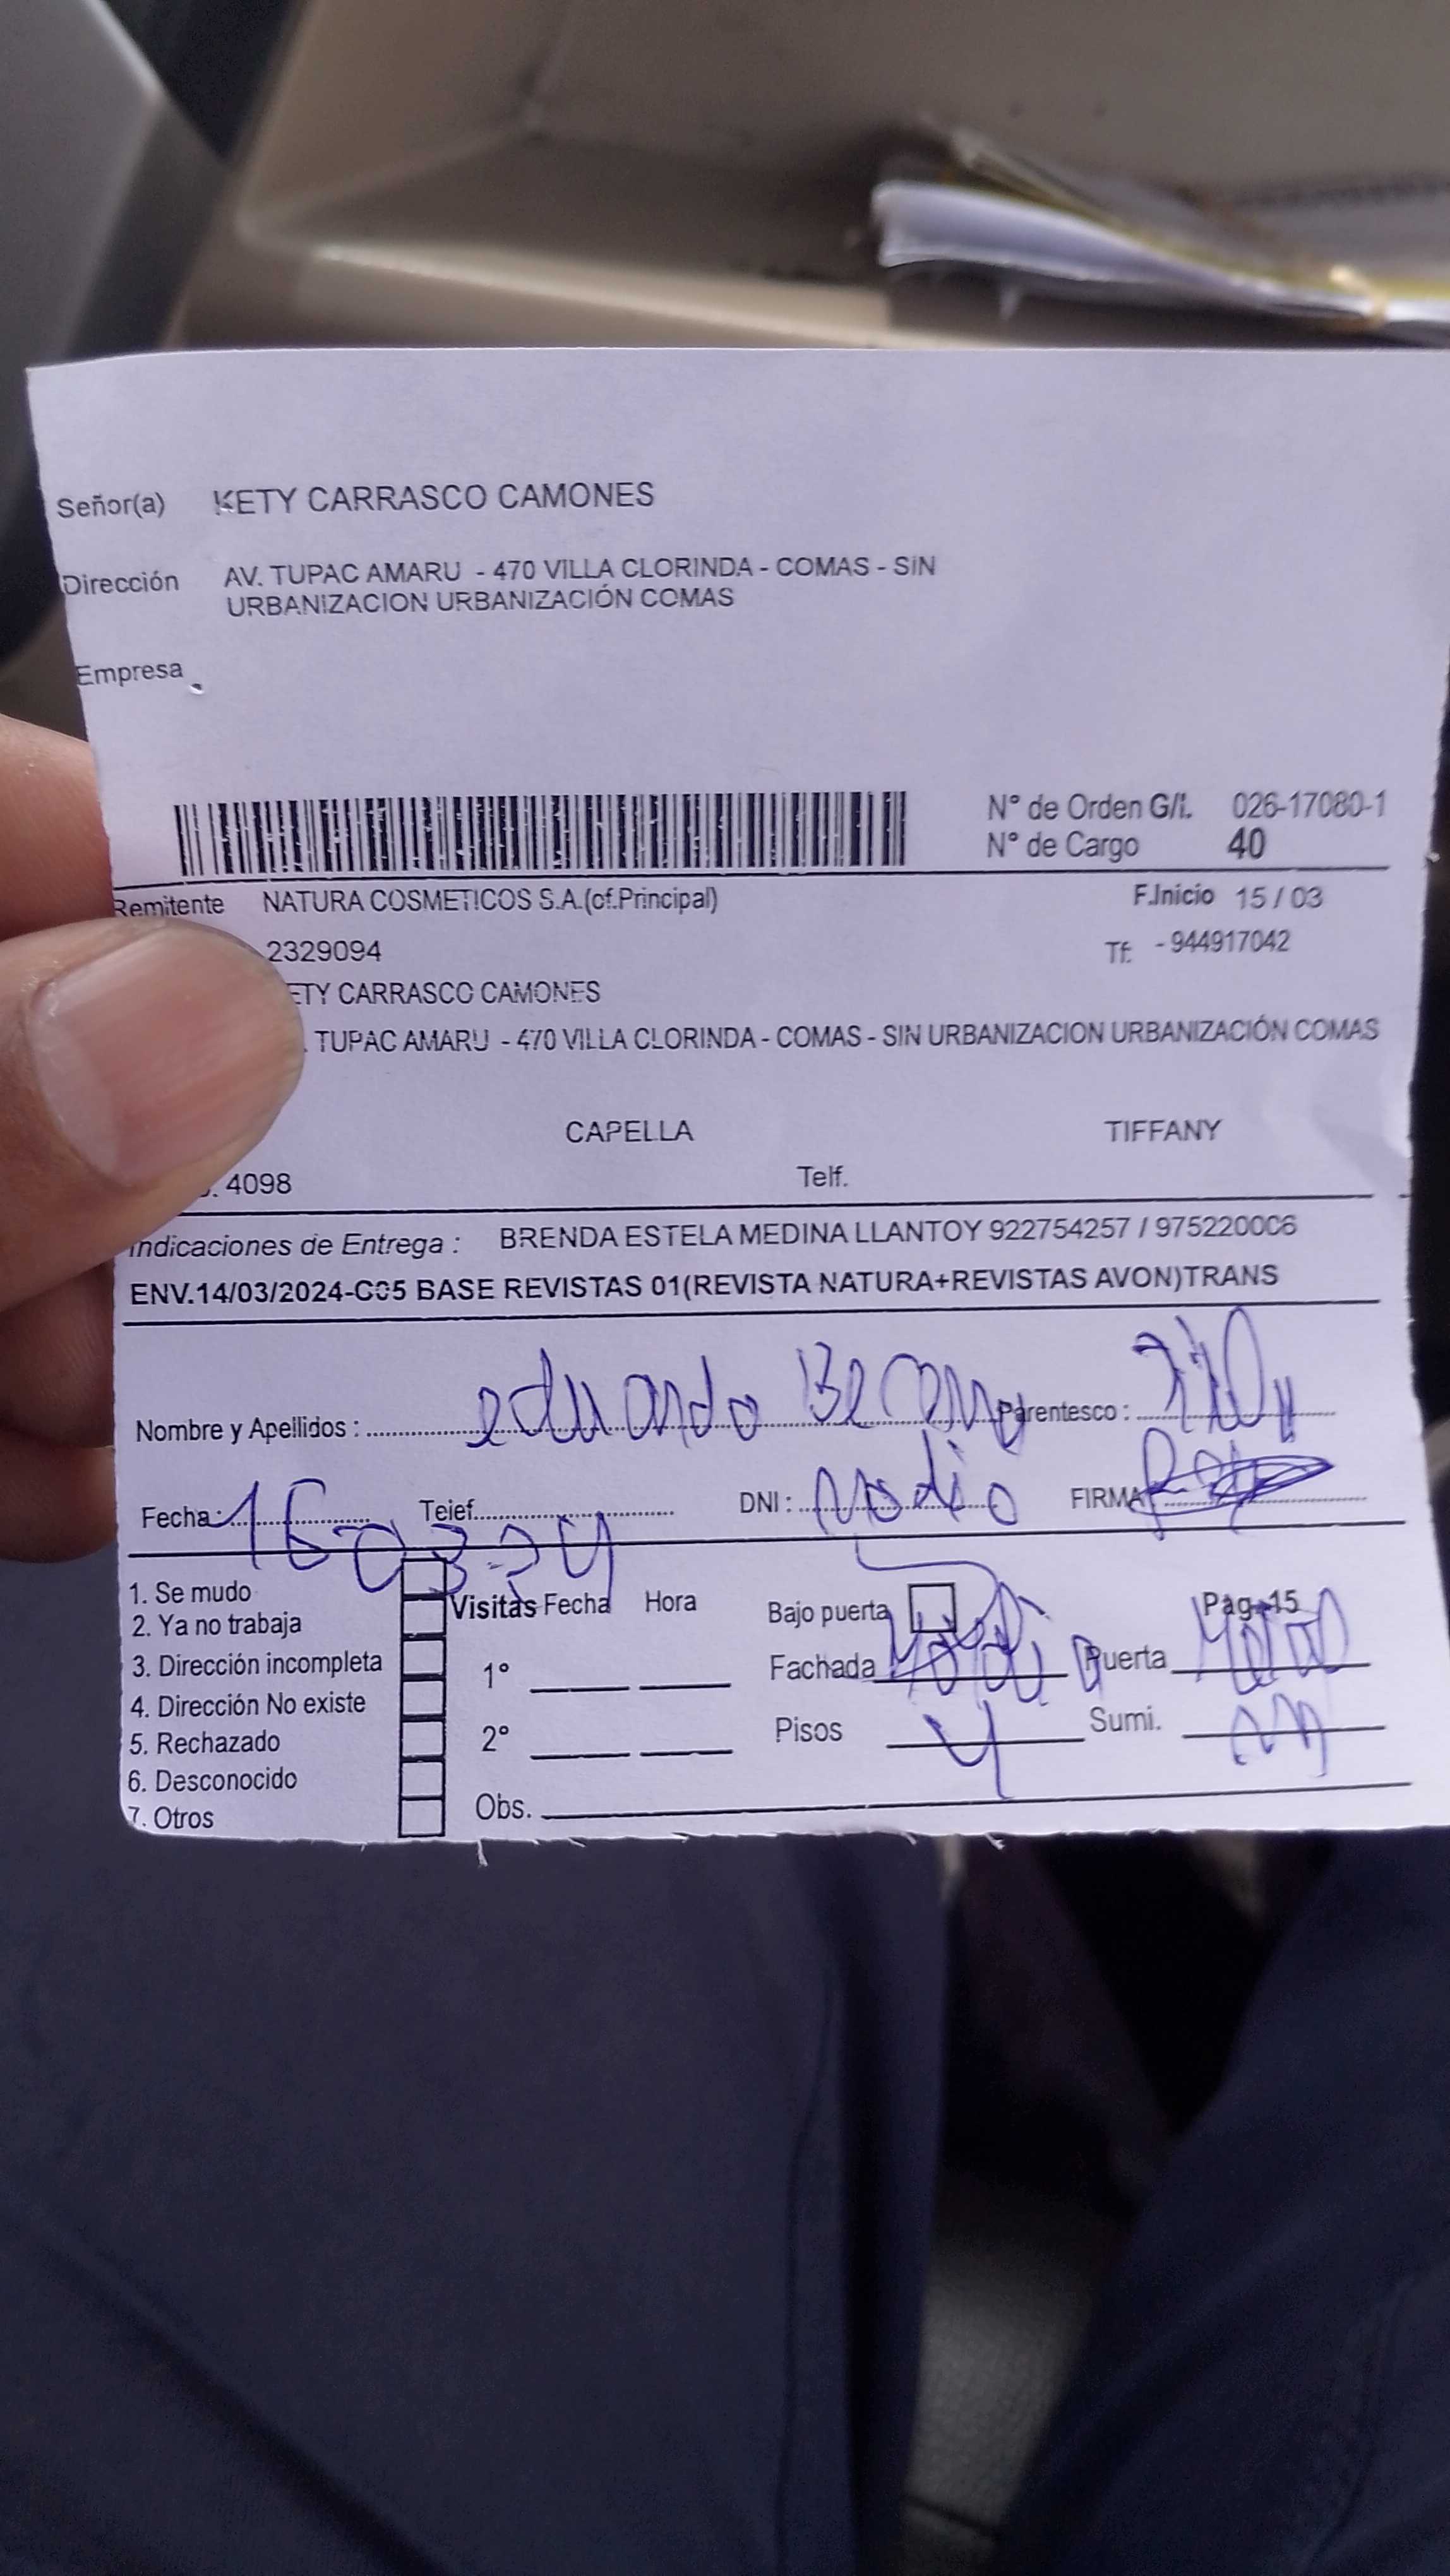 Señor(a) KETY CARRASCO CAMONES
Dirección AV. TUPAC AMARU - 470 VILLA CLORINDA - COMAS - SIN
URBANIZACION URBANIZACIÓN COMAS
Empresa .
N° de Orden G/I. 026-17080-1
N° de Cargo 40
Remitente NATURA COSMETICOS S.A.(of.Principal) F.Inicio 15 / 03
2329094 Tf: - 944917042
ETY CARRASCO CAMONES
. TUPAC AMARU - 470 VILLA CLORINDA - COMAS - SIN URBANIZACION URBANIZACIÓN COMAS
CAPELLA TIFFANY
. 4098 Telf.
Indicaciones de Entrega : BRENDA ESTELA MEDINA LLANTOY 922754257 / 975220006
ENV.14/03/2024-C05 BASE REVISTAS 01(REVISTA NATURA+REVISTAS AVON)TRANS
Nombre y Apellidos : eduardo Parentesco :
Fecha : 16-03-24 Telef. DNI : No dio FIRMA
1. Se mudo
2. Ya no trabaja Visitas Fecha Hora Bajo puerta Pag-15
3. Dirección incompleta 1° Fachada Puerta
4. Dirección No existe
5. Rechazado 2° Pisos 4 Sumi.
6. Desconocido
7. Otros Obs.